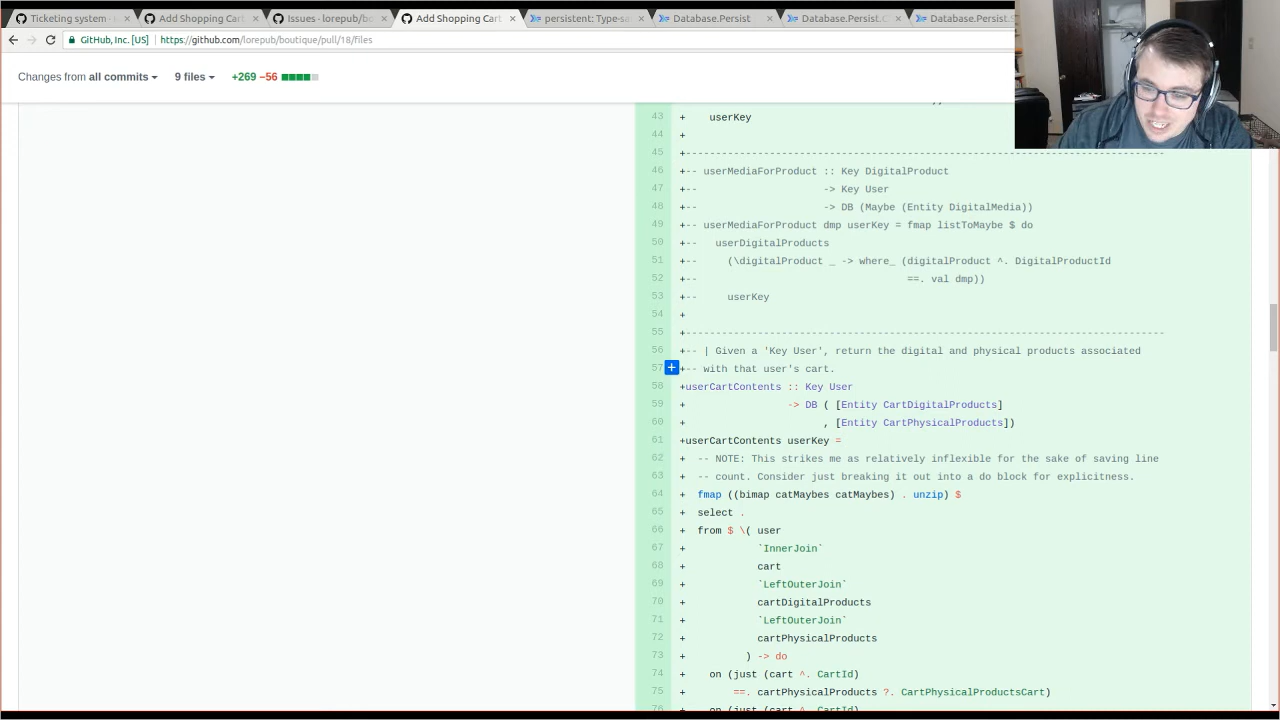 Ticketing system - l
Add Shopping Cart
Issues - lorepub/bo
Add Shopping Cart
persistent: Type-sa
Database.Persist
Database.Persist.C
Database.Persist.S
GitHub, Inc. [US]
https://github.com/lorepub/boutique/pull/18/files
Changes from all commits
9 files
+269 −56
43 + userKey
44 +
45 +--------------------------------------------------------------------------------
46 +-- userMediaForProduct :: Key DigitalProduct
47 +-- -> Key User
48 +-- -> DB (Maybe (Entity DigitalMedia))
49 +-- userMediaForProduct dmp userKey = fmap listToMaybe $ do
50 +-- userDigitalProducts
51 +-- (\digitalProduct _ -> where_ (digitalProduct ^. DigitalProductId
52 +-- ==. val dmp))
53 +-- userKey
54 +
55 +--------------------------------------------------------------------------------
56 +-- | Given a 'Key User', return the digital and physical products associated
57 +-- with that user's cart.
58 +userCartContents :: Key User
59 + -> DB ( [Entity CartDigitalProducts]
60 + , [Entity CartPhysicalProducts])
61 +userCartContents userKey =
62 + -- NOTE: This strikes me as relatively inflexible for the sake of saving line
63 + -- count. Consider just breaking it out into a do block for explicitness.
64 + fmap ((bimap catMaybes catMaybes) . unzip) $
65 + select .
66 + from $ \( user
67 + `InnerJoin`
68 + cart
69 + `LeftOuterJoin`
70 + cartDigitalProducts
71 + `LeftOuterJoin`
72 + cartPhysicalProducts
73 + ) -> do
74 + on (just (cart ^. CartId)
75 + ==. cartPhysicalProducts ?. CartPhysicalProductsCart)
76 + on (just (cart ^. CartId)